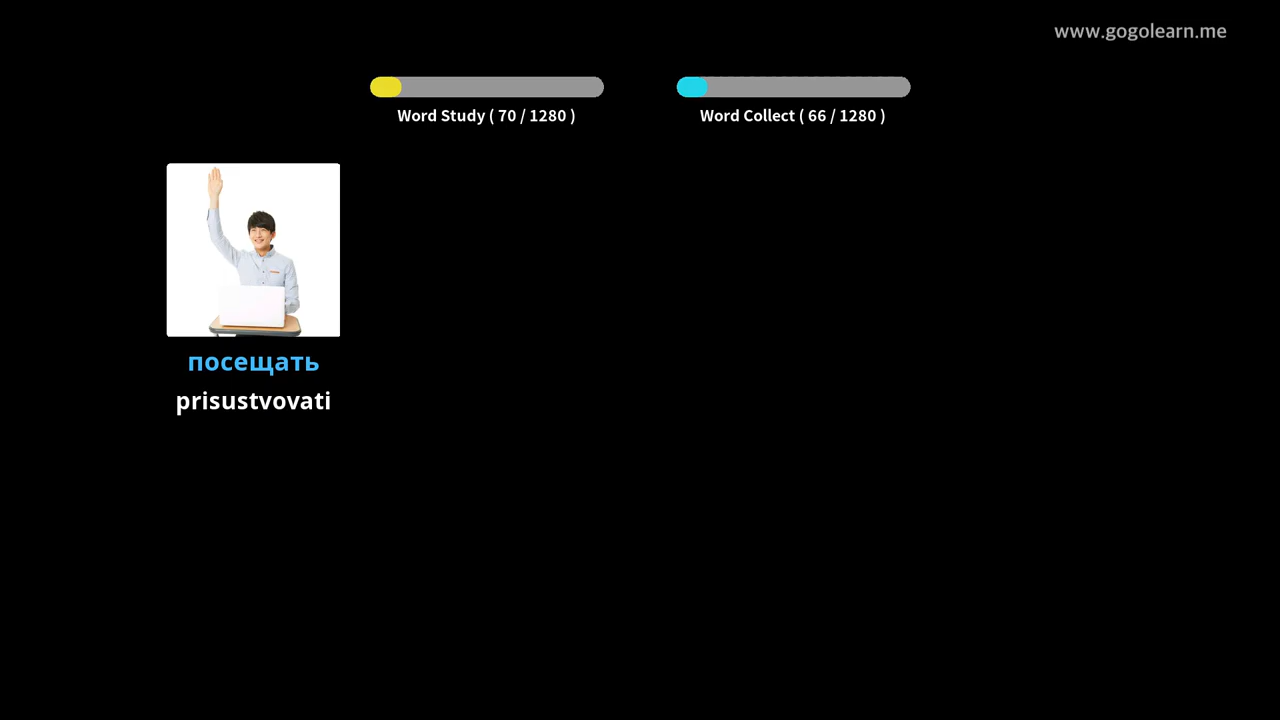 www.gogolearn.me
Word Study ( 70 / 1280 )
Word Collect ( 66 / 1280 )
посещать
prisustvovati